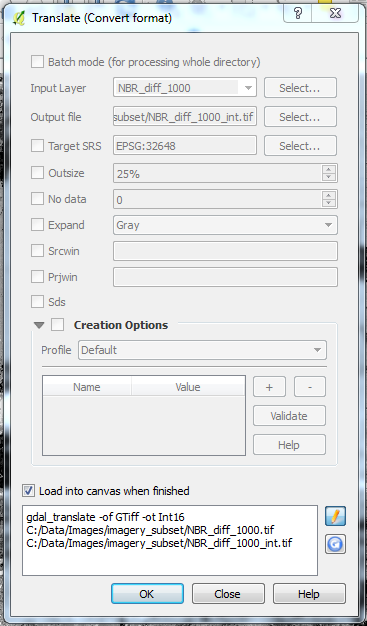 Translate (Convert format)
Batch mode (for processing whole directory)
Input Layer NBR_diff_1000 Select...
Output file subset/NBR_diff_1000_int.tif Select...
Target SRS EPSG:32648 Select...
Outsize 25%
No data 0
Expand Gray
Srcwin
Prjwin
Sds
Creation Options
Profile Default
Name Value + -
Validate
Help
Load into canvas when finished
gdal_translate -of GTiff -ot Int16
C:/Data/Images/imagery_subset/NBR_diff_1000.tif
C:/Data/Images/imagery_subset/NBR_diff_1000_int.tif
OK Close Help